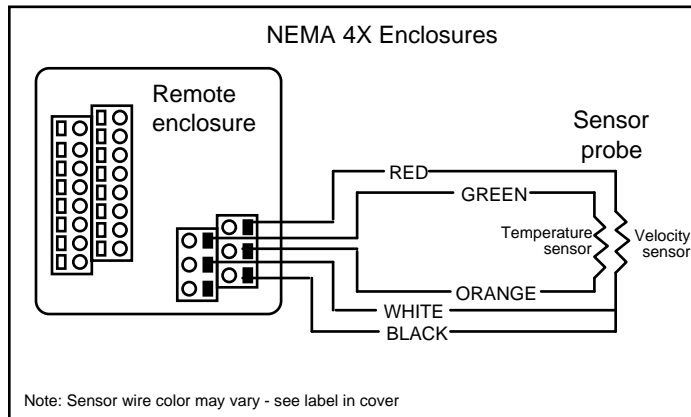 NEMA 4X Enclosures
Remote
enclosure
Sensor
probe
RED
GREEN
Temperature
sensor
Velocity
sensor
ORANGE
WHITE
BLACK
Note: Sensor wire color may vary - see label in cover